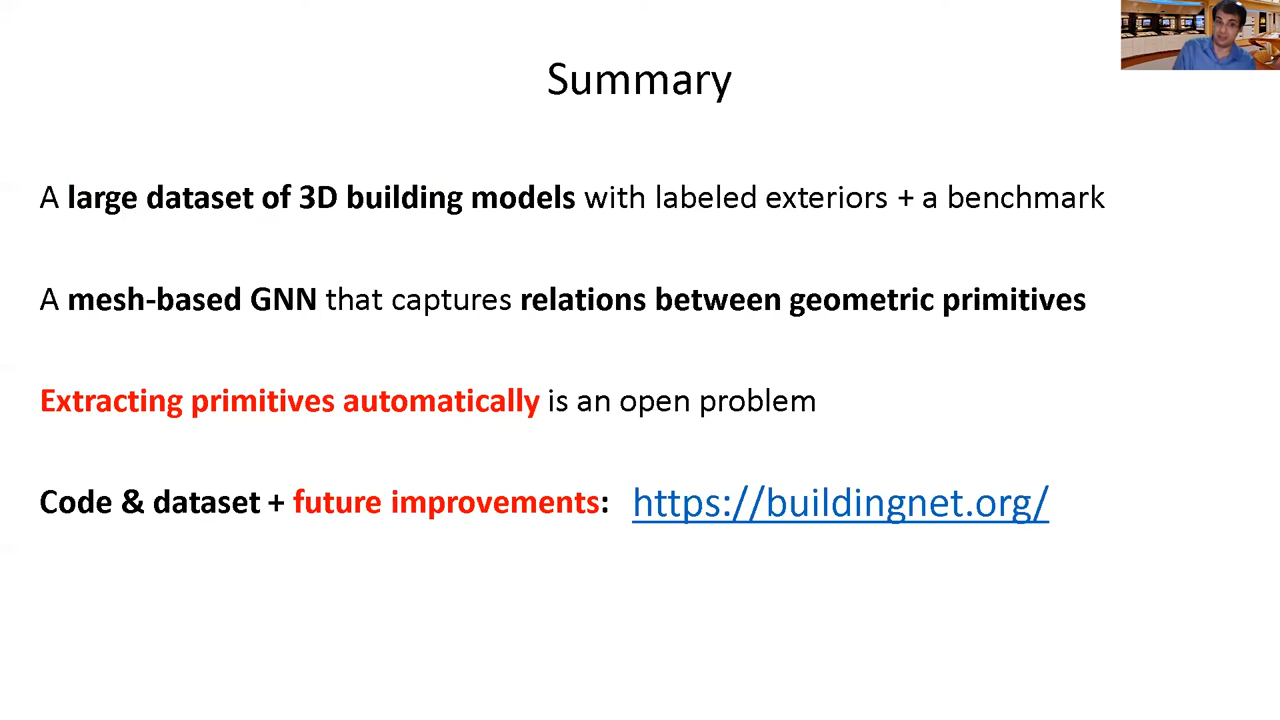 Summary
A large dataset of 3D building models with labeled exteriors + a benchmark
A mesh-based GNN that captures relations between geometric primitives
Extracting primitives automatically is an open problem
Code & dataset + future improvements: https://buildingnet.org/